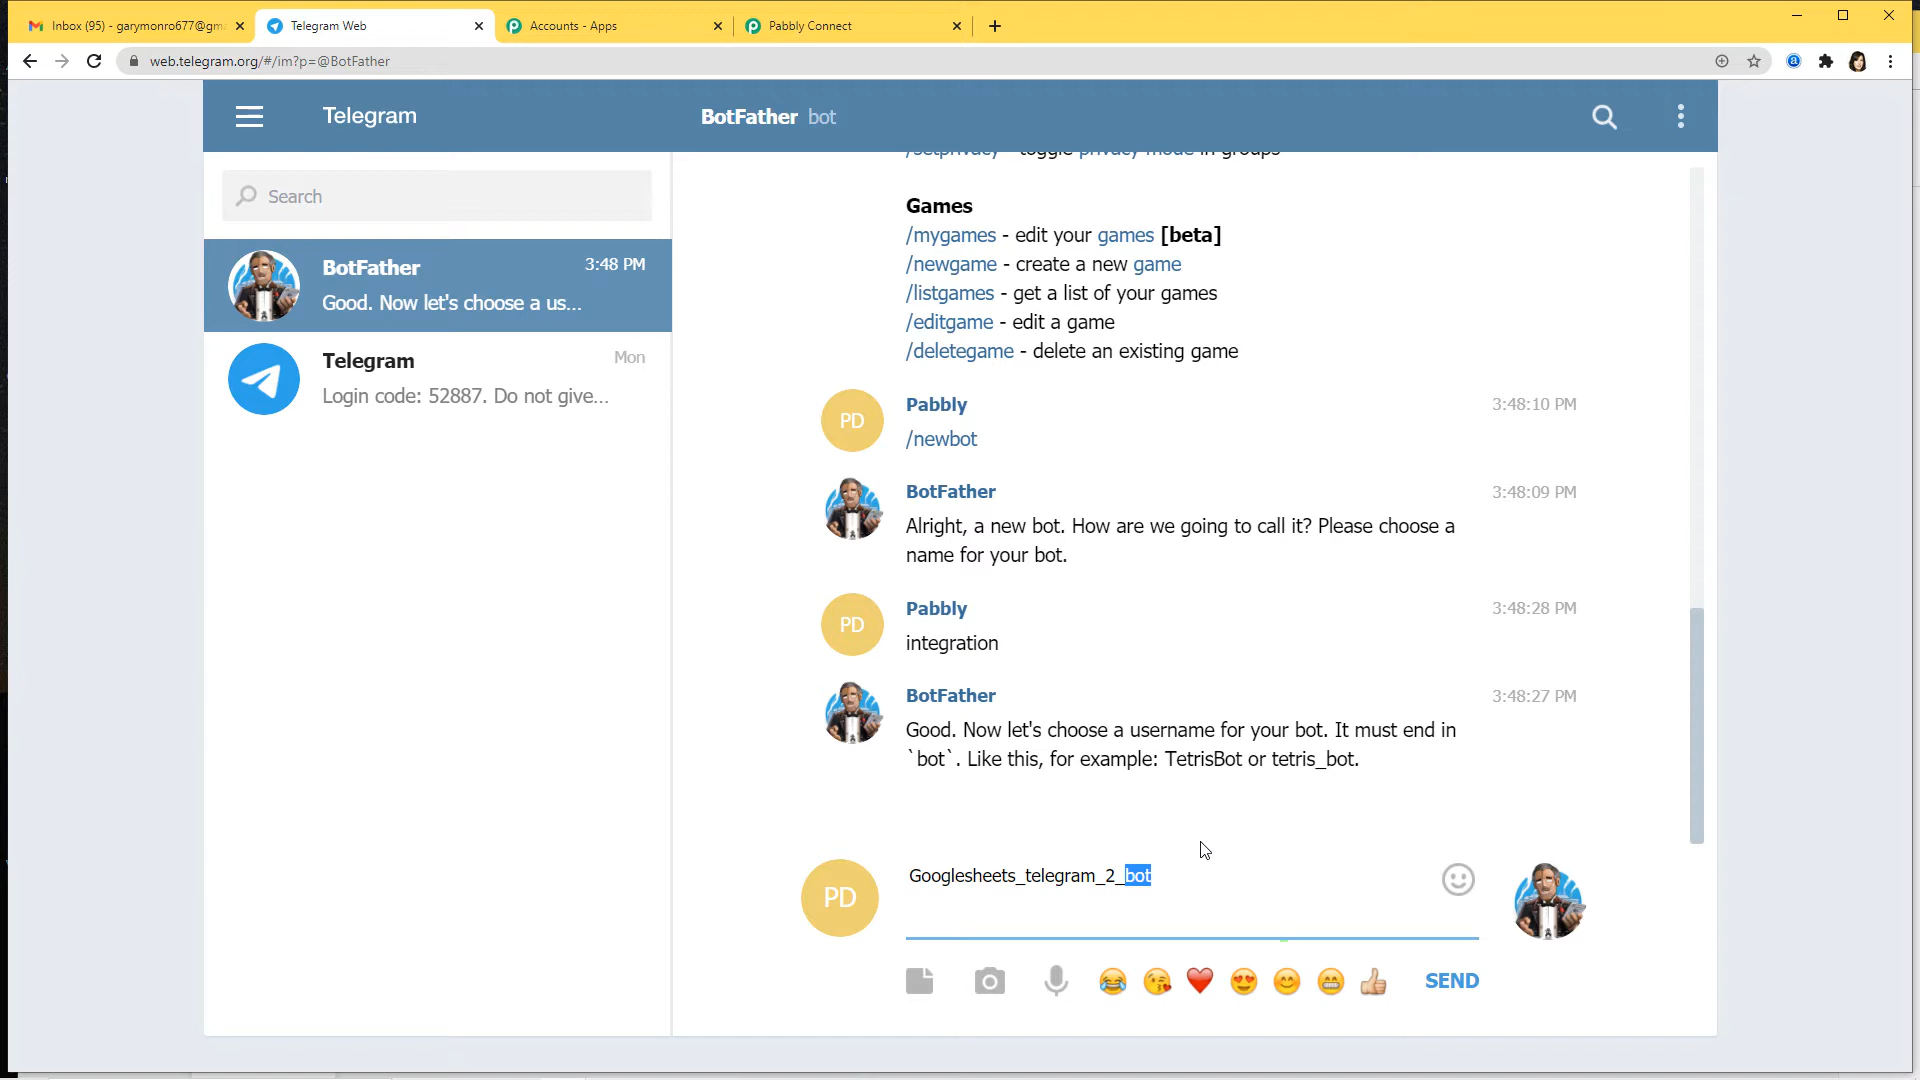 Inbox (95) - garymonro677@gm
Telegram Web
Accounts - Apps
Pabbly Connect
web.telegram.org/#/im?p=@BotFather
Telegram
BotFather bot
Search
BotFather 3:48 PM
Good. Now let's choose a us...
Telegram Mon
Login code: 52887. Do not give...
/setprivacy - toggle privacy mode in groups
Games
/mygames - edit your games [beta]
/newgame - create a new game
/listgames - get a list of your games
/editgame - edit a game
/deletegame - delete an existing game
PD
Pabbly 3:48:10 PM
/newbot
BotFather 3:48:09 PM
Alright, a new bot. How are we going to call it? Please choose a
name for your bot.
PD
Pabbly 3:48:28 PM
integration
BotFather 3:48:27 PM
Good. Now let's choose a username for your bot. It must end in
`bot`. Like this, for example: TetrisBot or tetris_bot.
PD
Googlesheets_telegram_2_bot
SEND